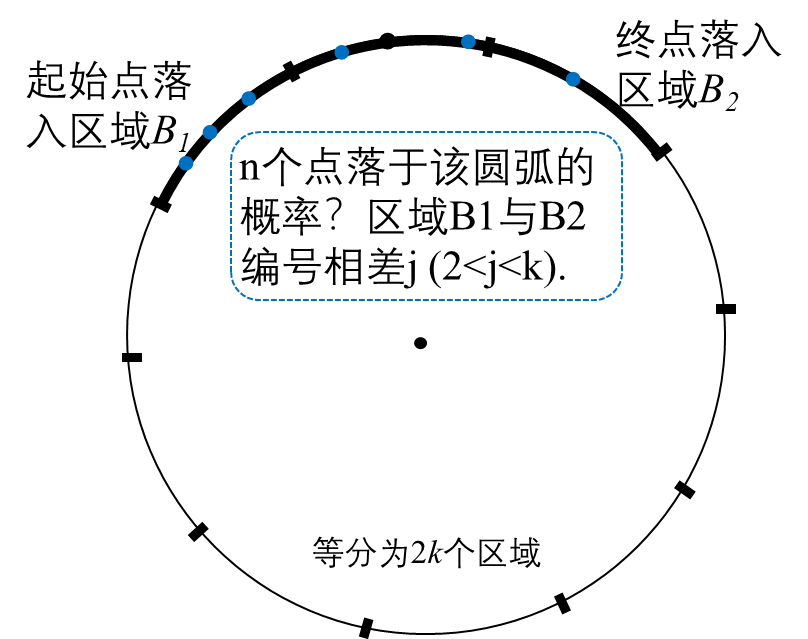 终点落入
区域B2
起始点落
入区域B1
n个点落于该圆弧的
概率？区域B1与B2
编号相差j (2<j<k).
等分为2k个区域